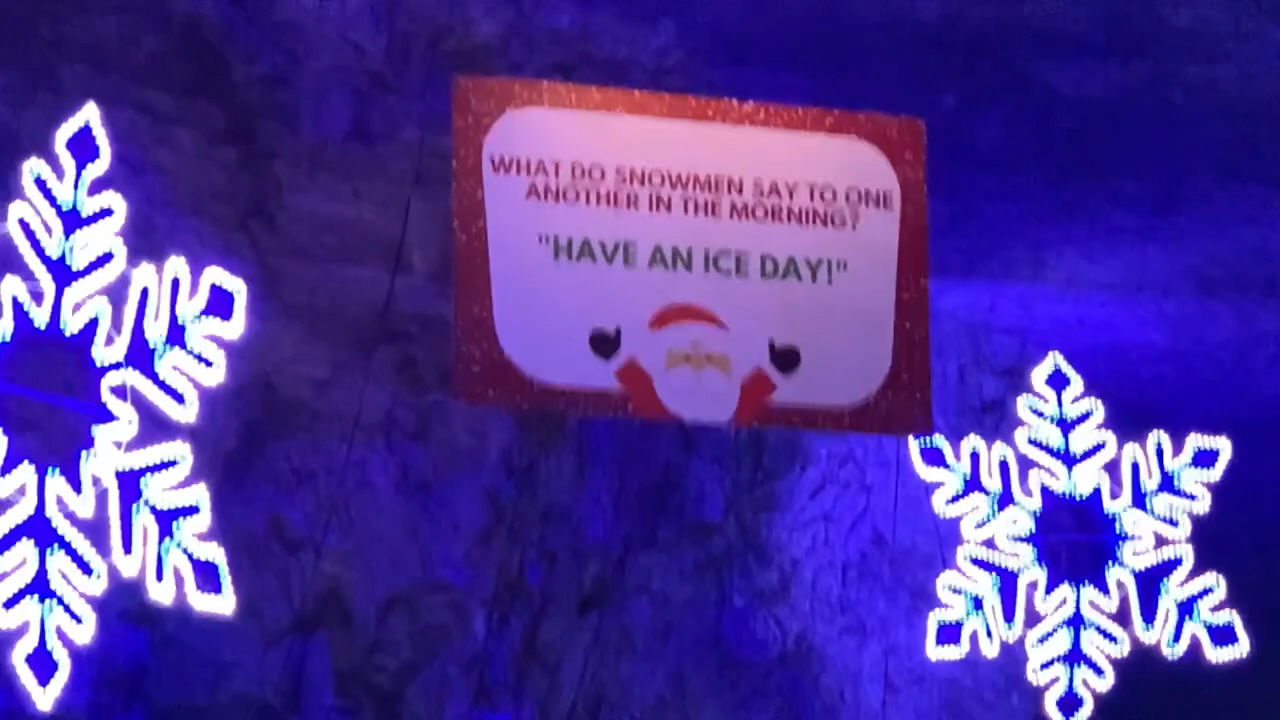 WHAT DO SNOWMEN SAY TO ONE
ANOTHER IN THE MORNING?
"HAVE AN ICE DAY!"